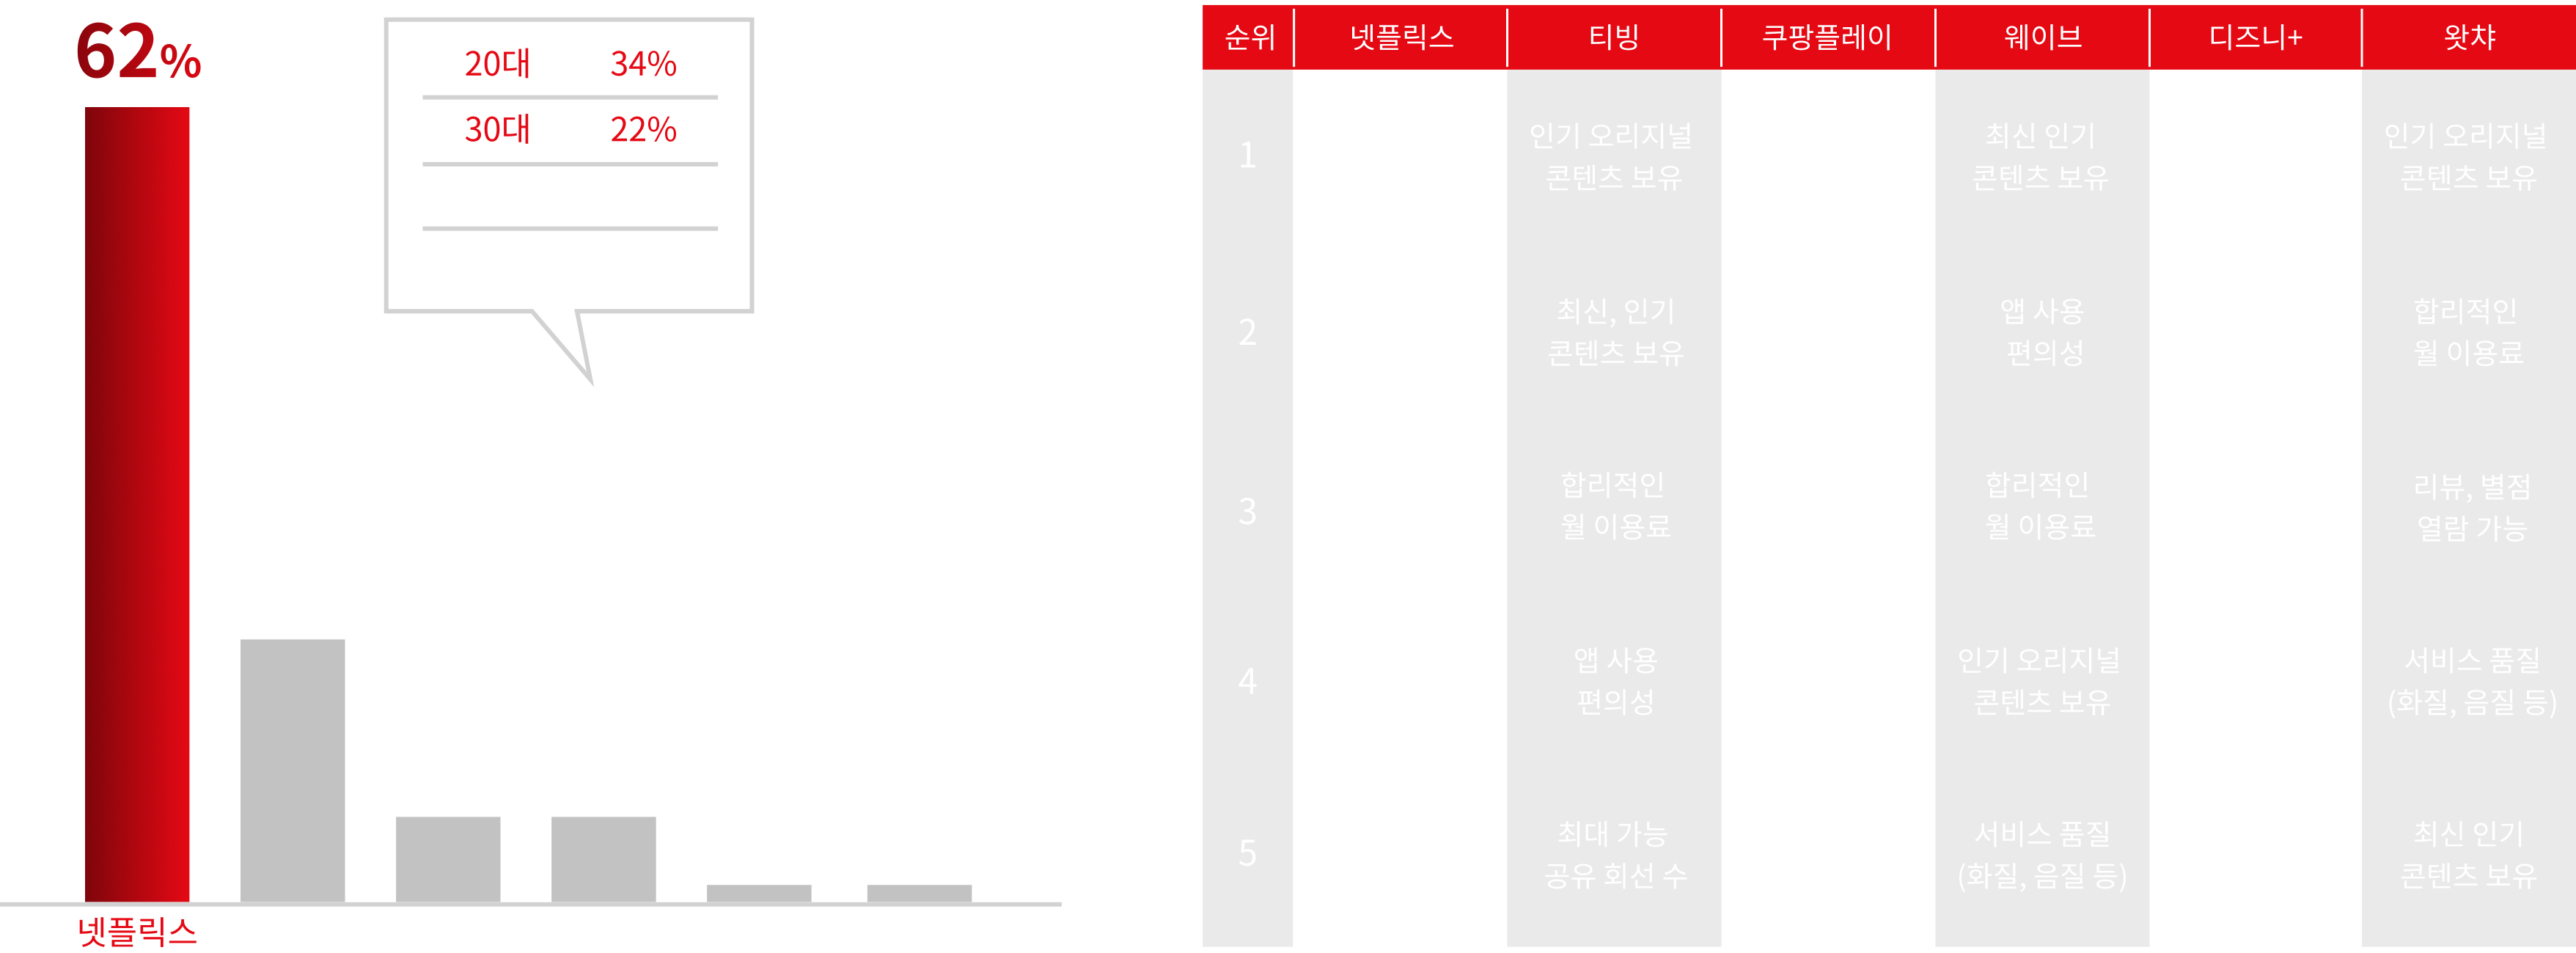 62%
20대 34%
30대 22%
넷플릭스
순위 넷플릭스 티빙 쿠팡플레이 웨이브 디즈니+ 왓챠
1
인기 오리지널
콘텐츠 보유
최신 인기
콘텐츠 보유
인기 오리지널
콘텐츠 보유
2
최신, 인기
콘텐츠 보유
앱 사용
편의성
합리적인
월 이용료
3
합리적인
월 이용료
합리적인
월 이용료
리뷰, 별점
열람 가능
4
앱 사용
편의성
인기 오리지널
콘텐츠 보유
서비스 품질
(화질, 음질 등)
5
최대 가능
공유 회선 수
서비스 품질
(화질, 음질 등)
최신 인기
콘텐츠 보유